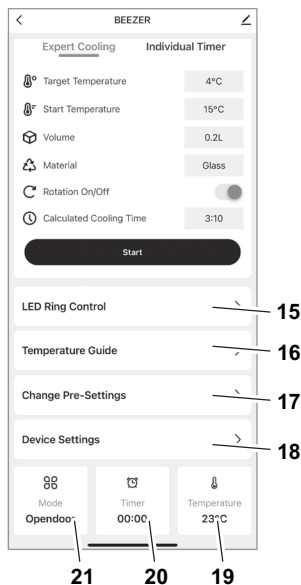 BEEZER
Expert Cooling Individual Timer
Target Temperature 4°C
Start Temperature 15°C
Volume 0.2L
Material Glass
Rotation On/Off
Calculated Cooling Time 3:10
Start
LED Ring Control
15
Temperature Guide
16
Change Pre-Settings
17
Device Settings
18
Mode Timer Temperature
Opendoor 00:00 23°C
21 20 19